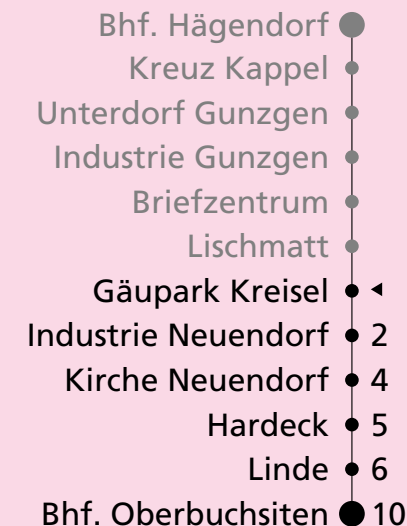 Bhf. Hägendorf
Kreuz Kappel
Unterdorf Gunzgen
Industrie Gunzgen
Briefzentrum
Lischmatt
Gäupark Kreisel
Industrie Neuendorf 2
Kirche Neuendorf 4
Hardeck 5
Linde 6
Bhf. Oberbuchsiten 10